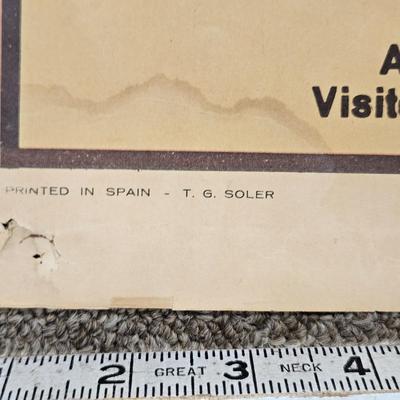 A
Visit
PRINTED IN SPAIN - T. G. SOLER
2 GREAT 3 NECK 4